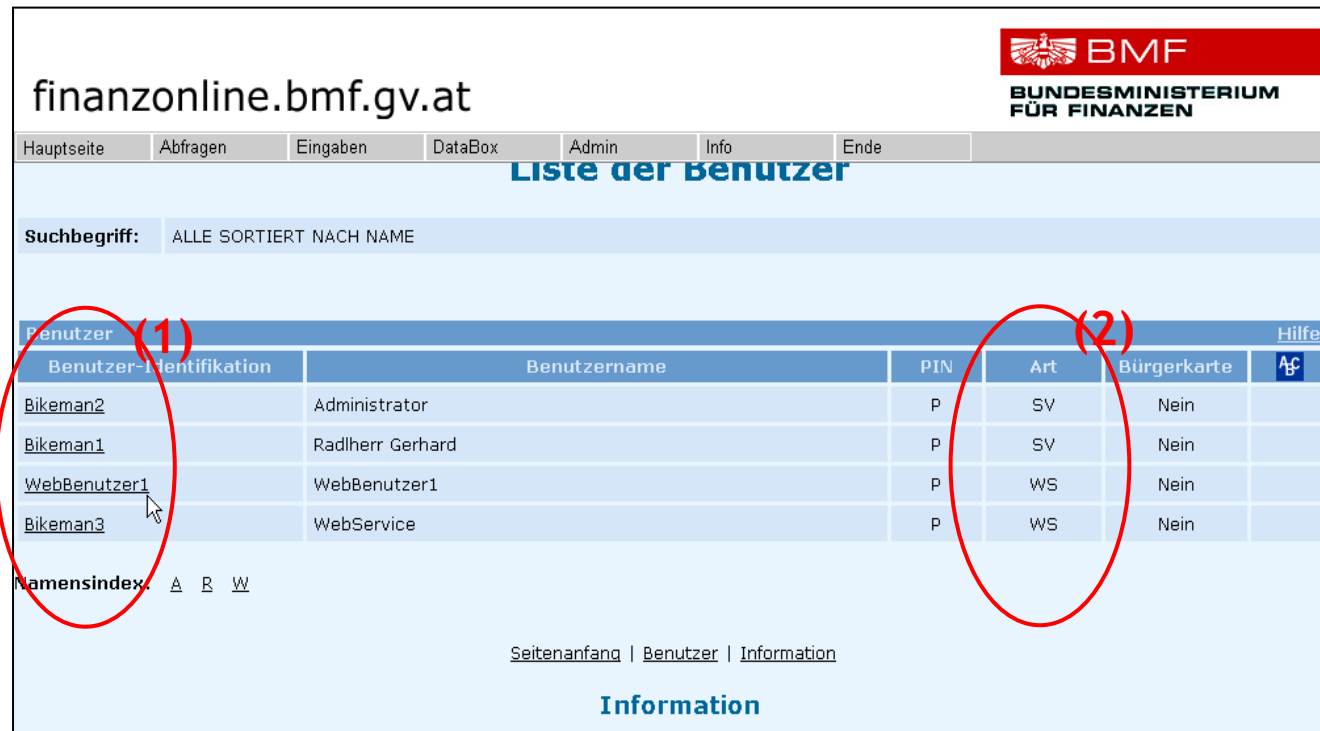 BMF
finanzonline.bmf.gv.at
BUNDESMINISTERIUM
FÜR FINANZEN
Hauptseite Abfragen Eingaben DataBox Admin Info Ende
Liste der Benutzer
Suchbegriff: ALLE SORTIERT NACH NAME
(1) (2)
Benutzer Hilfe
Benutzer-Identifikation Benutzername PIN Art Bürgerkarte ABC
Bikeman2 Administrator P SV Nein
Bikeman1 Radlherr Gerhard P SV Nein
WebBenutzer1 WebBenutzer1 P WS Nein
Bikeman3 WebService P WS Nein
Namensindex: A R W
Seitenanfang | Benutzer | Information
Information